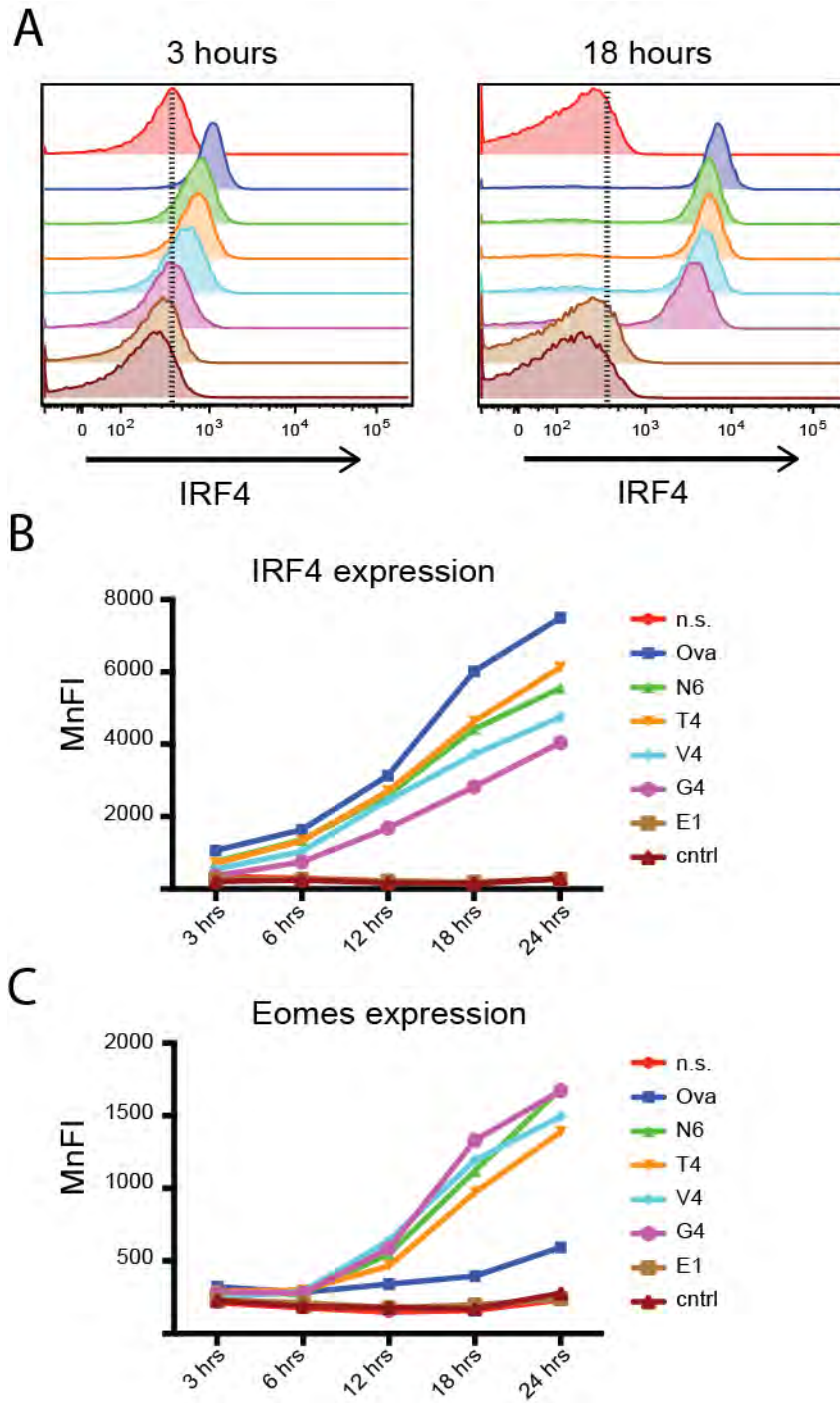 A
3 hours
18 hours
0 10² 10³ 10⁴ 10⁵
0 10² 10³ 10⁴ 10⁵
IRF4
IRF4
B
IRF4 expression
8000
6000
4000
2000
MnFI
3 hrs
6 hrs
12 hrs
18 hrs
24 hrs
n.s.
Ova
N6
T4
V4
G4
E1
cntrl
C
Eomes expression
2000
1500
1000
500
MnFI
3 hrs
6 hrs
12 hrs
18 hrs
24 hrs
n.s.
Ova
N6
T4
V4
G4
E1
cntrl